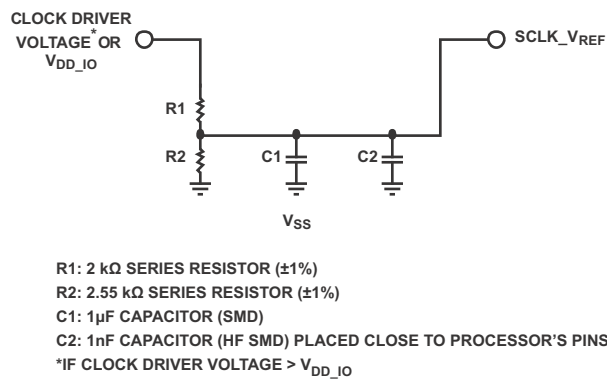 CLOCK DRIVER
VOLTAGE* OR
VDD_IO
SCLK_VREF
R1
R2
C1
C2
VSS
R1: 2 kΩ SERIES RESISTOR (±1%)
R2: 2.55 kΩ SERIES RESISTOR (±1%)
C1: 1µF CAPACITOR (SMD)
C2: 1nF CAPACITOR (HF SMD) PLACED CLOSE TO PROCESSOR'S PINS
*IF CLOCK DRIVER VOLTAGE > VDD_IO